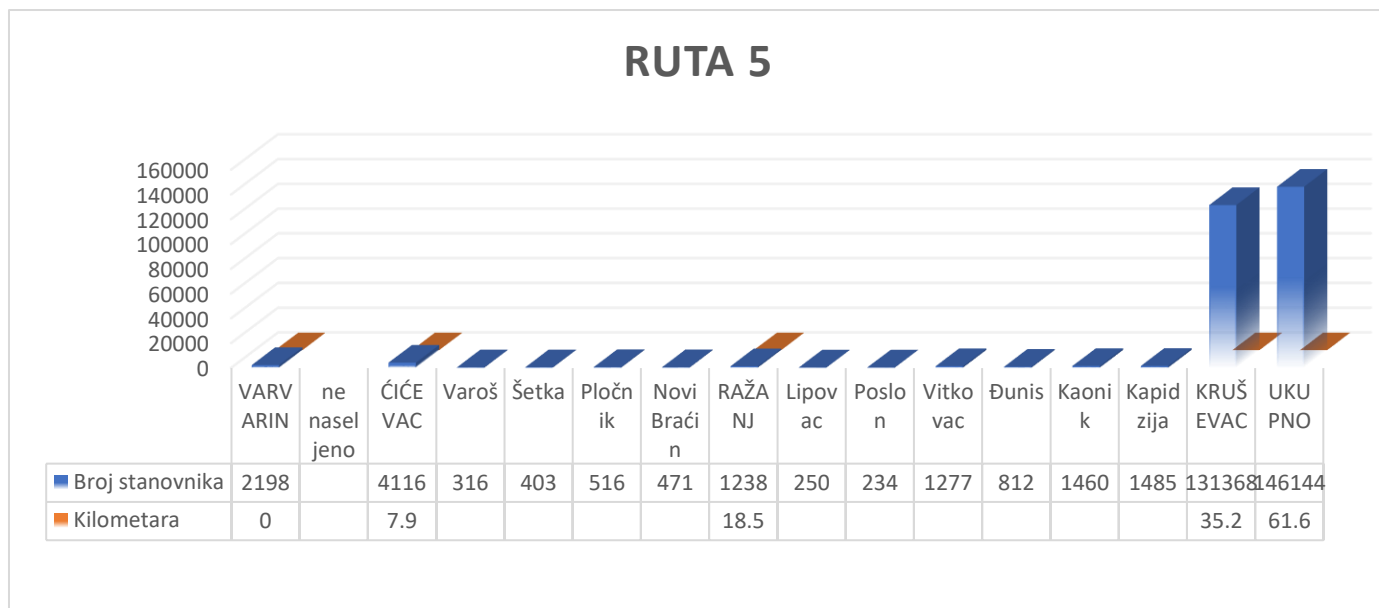 RUTA 5
160000
140000
120000
100000
80000
60000
40000
20000
0
VARV ne ĆIĆE Varoš Šetka Pločn Novi RAŽA Lipov Poslo Vitko Đunis Kaoni Kapid KRUŠ UKU
ARIN nasel VAC ik Braći NJ ac n vac k zija EVAC PNO
jeno n
Broj stanovnika 2198 4116 316 403 516 471 1238 250 234 1277 812 1460 1485 131368 146144
Kilometara 0 7.9 18.5 35.2 61.6